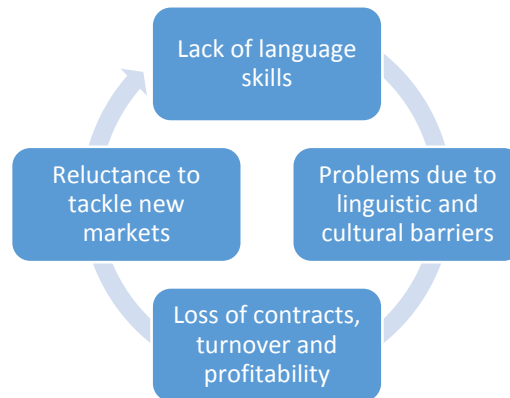 Lack of language
skills
Problems due to
linguistic and
cultural barriers
Loss of contracts,
turnover and
profitability
Reluctance to
tackle new
markets